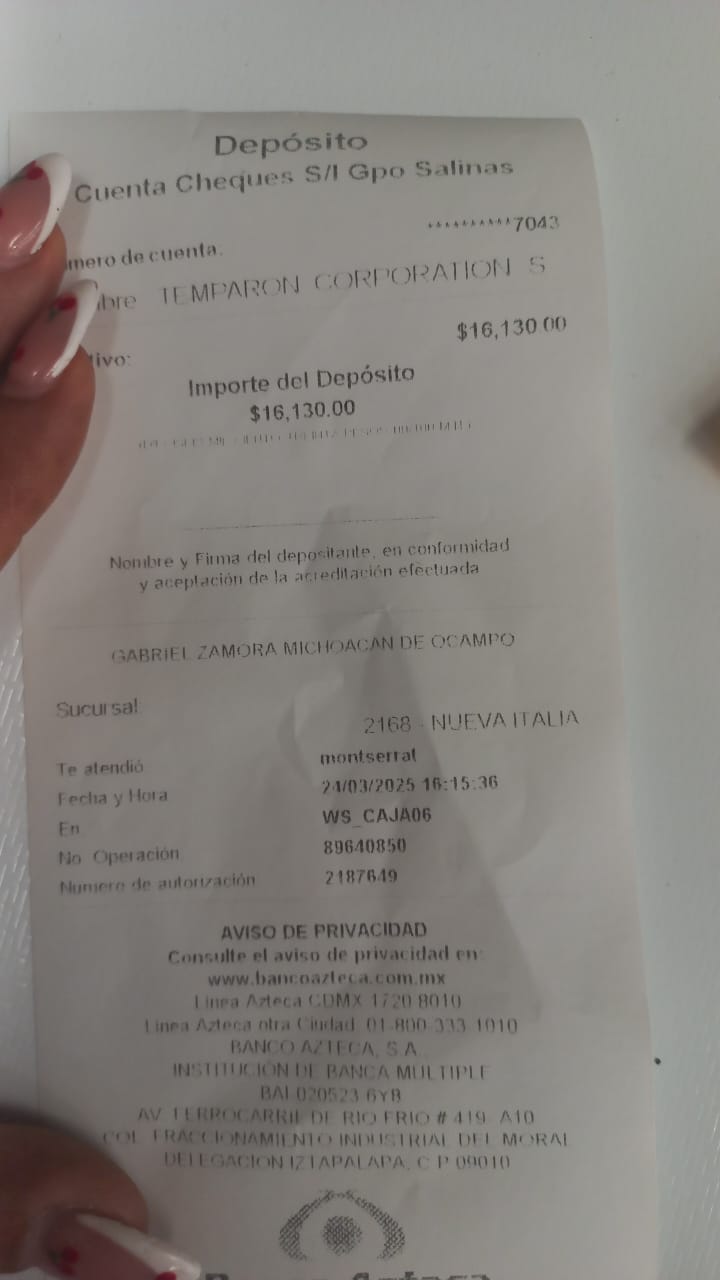 Depósito
Cuenta Cheques S/I Gpo Salinas
**********7043
mero de cuenta.
bre TEMPARON CORPORATION S
$16,130.00
tivo:
Importe del Depósito
$16,130.00
Nombre y Firma del depositante, en conformidad
y aceptación de la acreditación efectuada
GABRIEL ZAMORA MICHOACAN DE OCAMPO
Sucursal
2168 - NUEVA ITALIA
Te atendió montserrat
Fecha y Hora 24/03/2025 16:15:36
En WS_CAJA06
No Operación 89640850
Numero de autorización 2187649
AVISO DE PRIVACIDAD
Consulte el aviso de privacidad en:
www.bancoazteca.com.mx
Linea Azteca CDMX 1720 8010
Linea Azteca otra Ciudad 01-800-333-1010
BANCO AZTECA, S.A.
INSTITUCIÓN DE BANCA MULTIPLE
BAI 020523 6Y8
AV FERROCARRIL DE RIO FRIO # 419 A10
COL FRACCIONAMIENTO INDUSTRIAL DEL MORAL
DELEGACION IZTAPALAPA, C P 09010